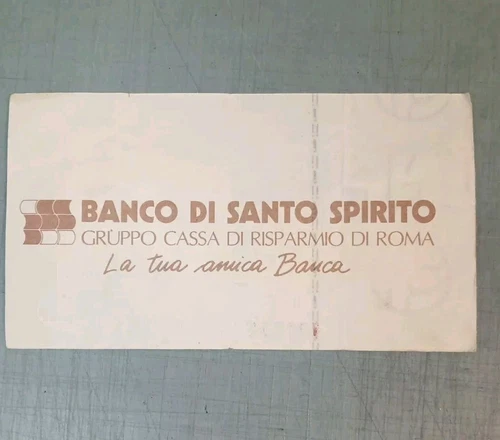 BANCO DI SANTO SPIRITO
GRUPPO CASSA DI RISPARMIO DI ROMA
La tua amica Banca